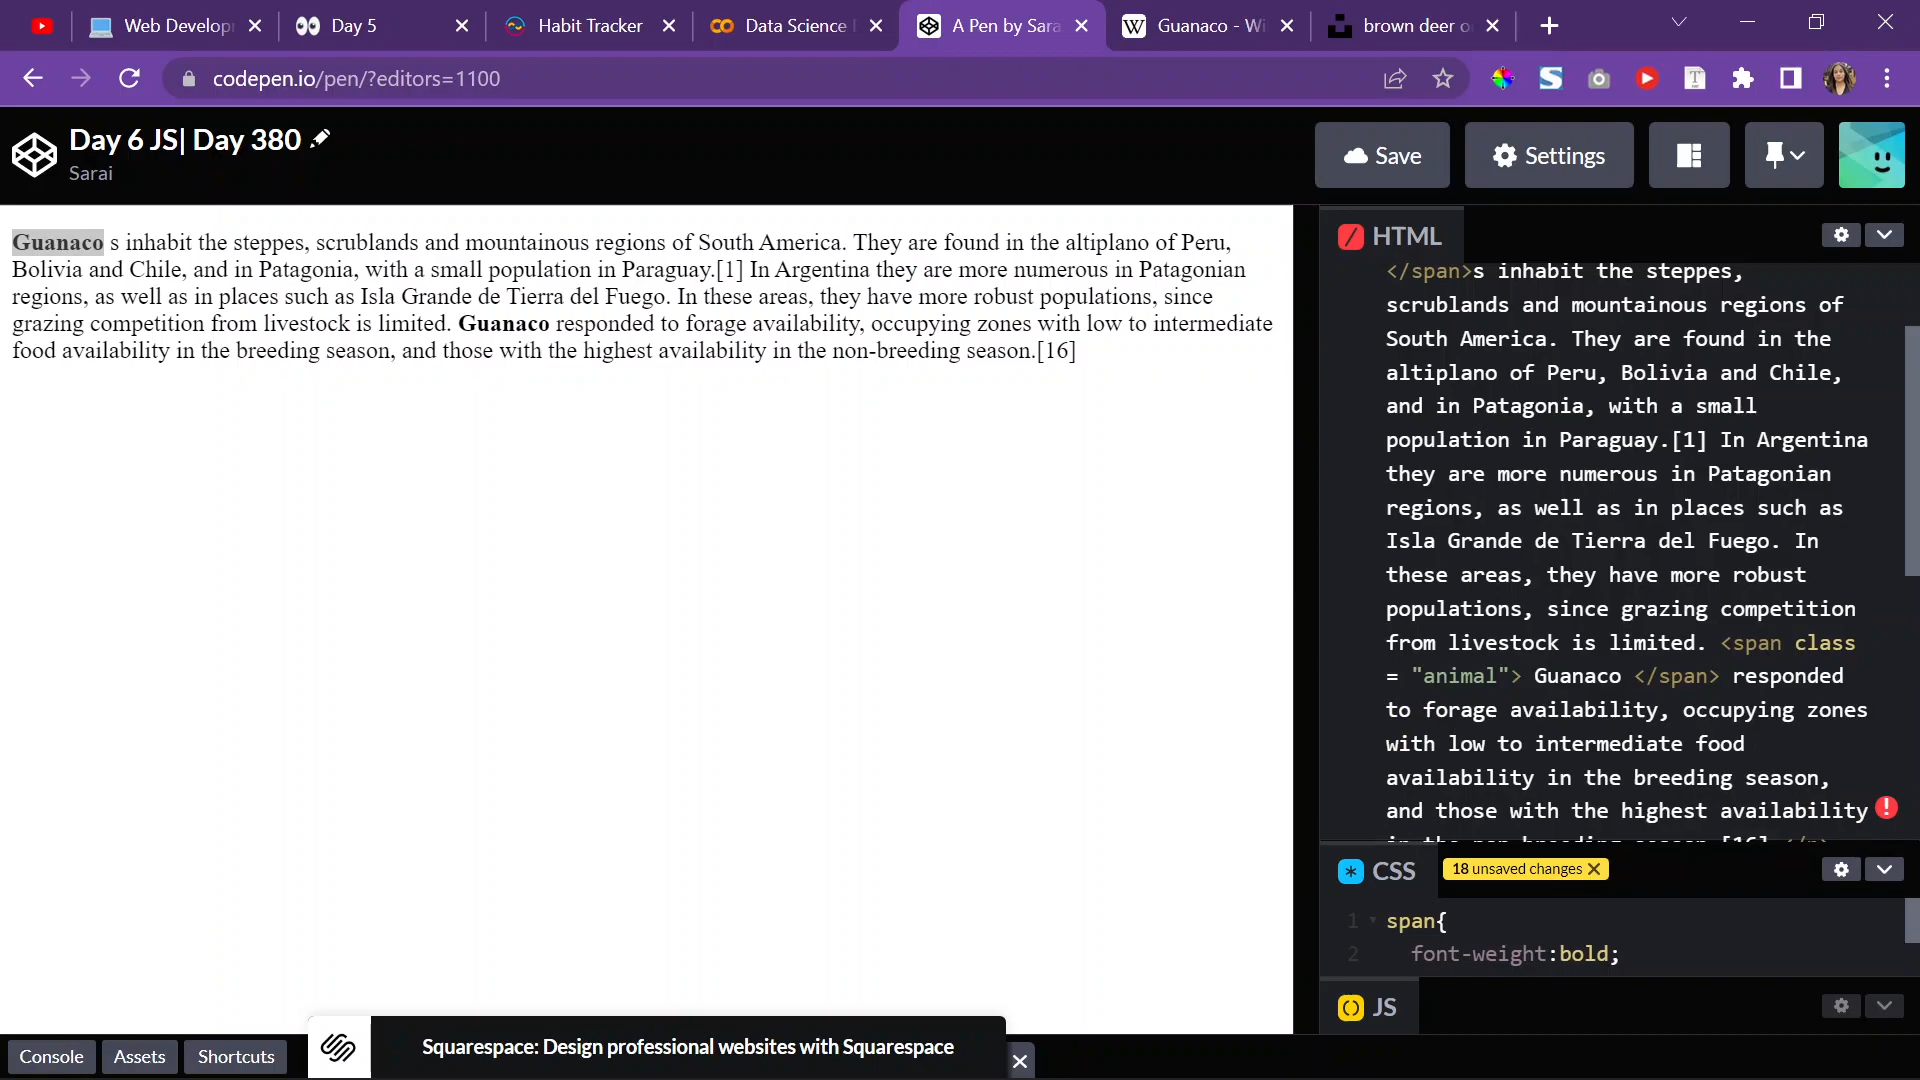 Web Develop
Day 5
Habit Tracker
Data Science
A Pen by Sara
Guanaco - Wi
brown deer o
codepen.io/pen/?editors=1100
Day 6 JS| Day 380
Sarai
Save
Settings
Guanaco s inhabit the steppes, scrublands and mountainous regions of South America. They are found in the altiplano of Peru,
Bolivia and Chile, and in Patagonia, with a small population in Paraguay.[1] In Argentina they are more numerous in Patagonian
regions, as well as in places such as Isla Grande de Tierra del Fuego. In these areas, they have more robust populations, since
grazing competition from livestock is limited. Guanaco responded to forage availability, occupying zones with low to intermediate
food availability in the breeding season, and those with the highest availability in the non-breeding season.[16]
HTML
</span>s inhabit the steppes,
scrublands and mountainous regions of
South America. They are found in the
altiplano of Peru, Bolivia and Chile,
and in Patagonia, with a small
population in Paraguay.[1] In Argentina
they are more numerous in Patagonian
regions, as well as in places such as
Isla Grande de Tierra del Fuego. In
these areas, they have more robust
populations, since grazing competition
from livestock is limited. <span class
= "animal"> Guanaco </span> responded
to forage availability, occupying zones
with low to intermediate food
availability in the breeding season,
and those with the highest availability
CSS
18 unsaved changes
1 span{
2 font-weight:bold;
JS
Console
Assets
Shortcuts
Squarespace: Design professional websites with Squarespace